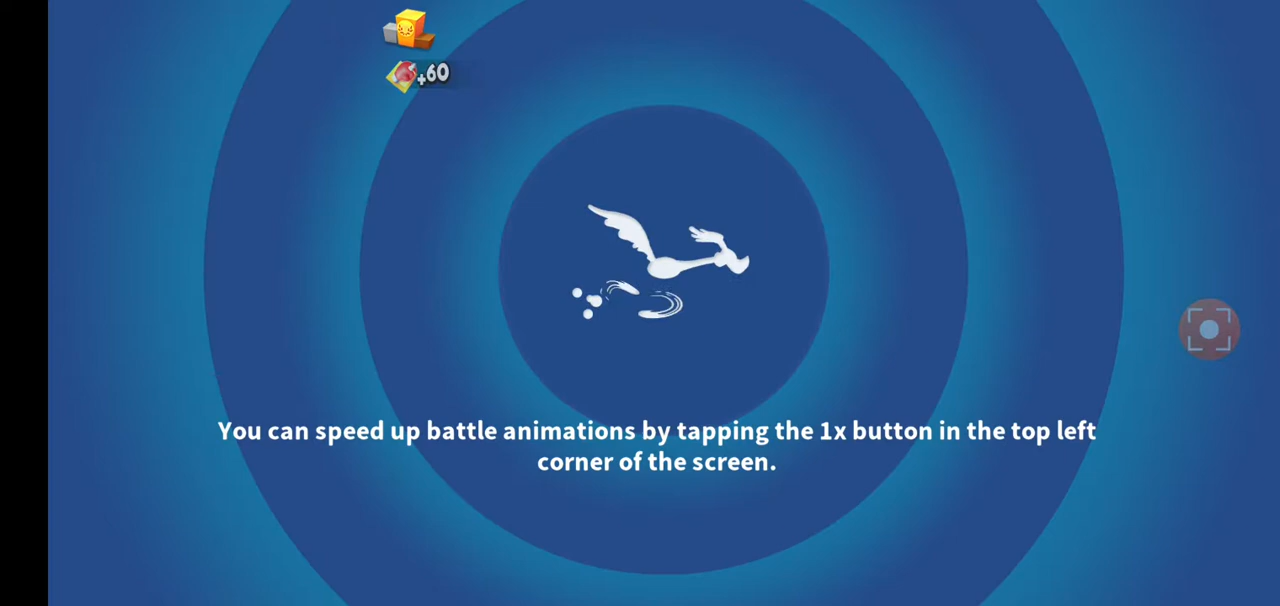 +60
You can speed up battle animations by tapping the 1x button in the top left
corner of the screen.